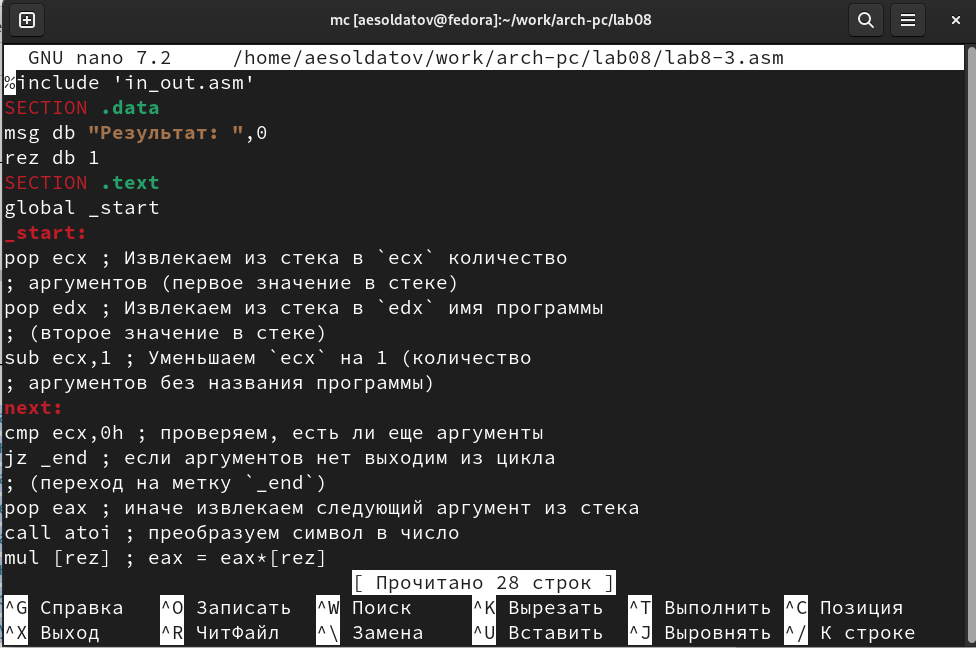 mc [aesoldatov@fedora]:~/work/arch-pc/lab08
GNU nano 7.2 /home/aesoldatov/work/arch-pc/lab08/lab8-3.asm
%include 'in_out.asm'
SECTION .data
msg db "Результат: ",0
rez db 1
SECTION .text
global _start
_start:
pop ecx ; Извлекаем из стека в `ecx` количество
; аргументов (первое значение в стеке)
pop edx ; Извлекаем из стека в `edx` имя программы
; (второе значение в стеке)
sub ecx,1 ; Уменьшаем `ecx` на 1 (количество
; аргументов без названия программы)
next:
cmp ecx,0h ; проверяем, есть ли еще аргументы
jz _end ; если аргументов нет выходим из цикла
; (переход на метку `_end`)
pop eax ; иначе извлекаем следующий аргумент из стека
call atoi ; преобразуем символ в число
mul [rez] ; eax = eax*[rez]
[ Прочитано 28 строк ]
^G Справка ^O Записать ^W Поиск ^K Вырезать ^T Выполнить ^C Позиция
^X Выход ^R ЧитФайл ^\ Замена ^U Вставить ^J Выровнять ^/ К строке